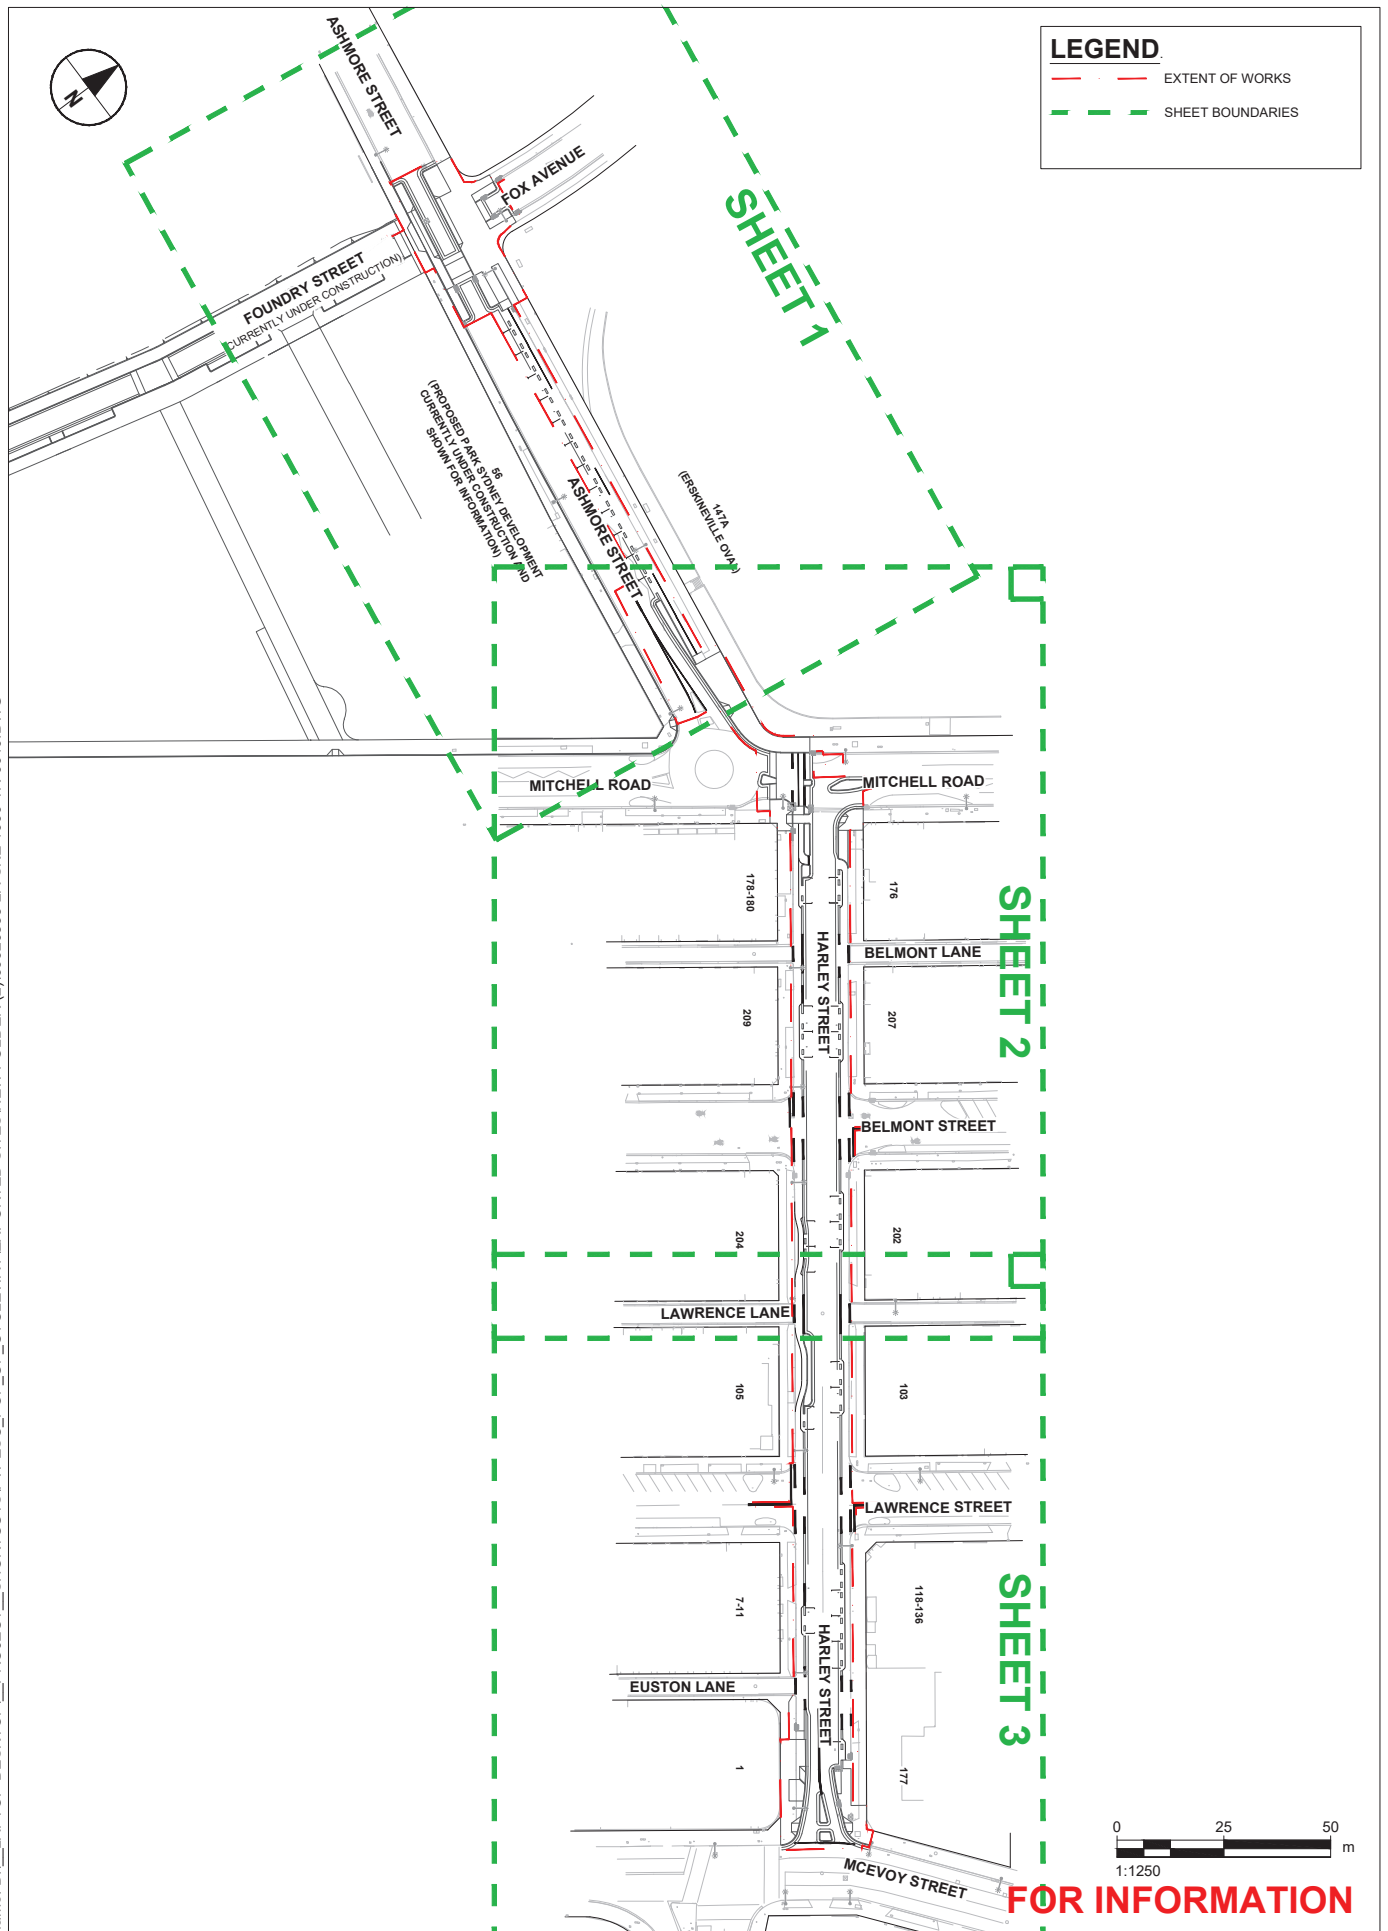 LEGEND
EXTENT OF WORKS
SHEET BOUNDARIES
N
ASHMORE STREET
FOX AVENUE
SHEET 1
FOUNDRY STREET
CURRENTLY UNDER CONSTRUCTION)
56
(PROPOSED PARK SYDNEY DEVELOPMENT
CURRENTLY UNDER CONSTRUCTION AND
SHOWN FOR INFORMATION)
ASHMORE STREET
147A
(ERSKINEVILLE OVAL)
MITCHELL ROAD
MITCHELL ROAD
178-180
176
SHEET 2
HARLEY STREET
BELMONT LANE
209
207
BELMONT STREET
204
202
LAWRENCE LANE
105
103
LAWRENCE STREET
7-11
118-136
SHEET 3
HARLEY STREET
EUSTON LANE
1
177
MCEVOY STREET
0 25 50
m
1:1250
FOR INFORMATION